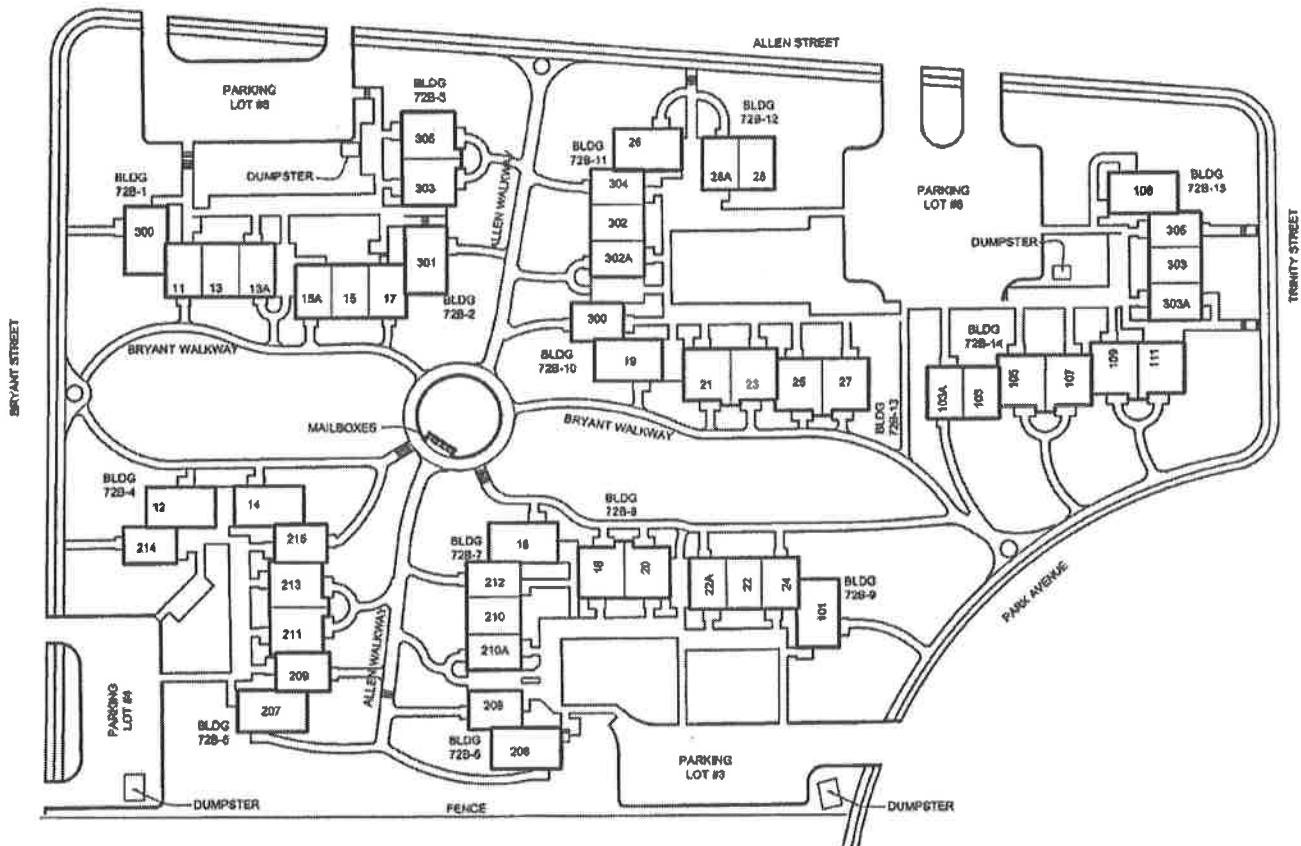 ALLEN STREET
PARKING
LOT #6
BLDG
72B-3
305
303
DUMPSTER
BLDG
72B-1
300
11
13
13A
15A
15
17
301
BLDG
72B-2
ALLEN WALKWAY
BLDG
72B-11
26
BLDG
72B-12
28A
28
304
302
302A
300
BLDG
72B-10
19
21
23
25
27
PARKING
LOT #6
DUMPSTER
106
BLDG
72B-15
305
303
303A
TRINITY STREET
BLDG
72B-14
103A
103
105
107
109
111
BLDG
72B-13
BRYANT STREET
BRYANT WALKWAY
BRYANT WALKWAY
MAILBOXES
BLDG
72B-4
12
14
214
215
213
211
209
207
BLDG
72B-5
ALLEN WALKWAY
BLDG
72B-7
16
212
210
210A
BLDG
72B-8
18
20
22A
22
24
101
BLDG
72B-9
PARK AVENUE
208
206
BLDG
72B-6
PARKING
LOT #4
DUMPSTER
PARKING
LOT #3
DUMPSTER
FENCE